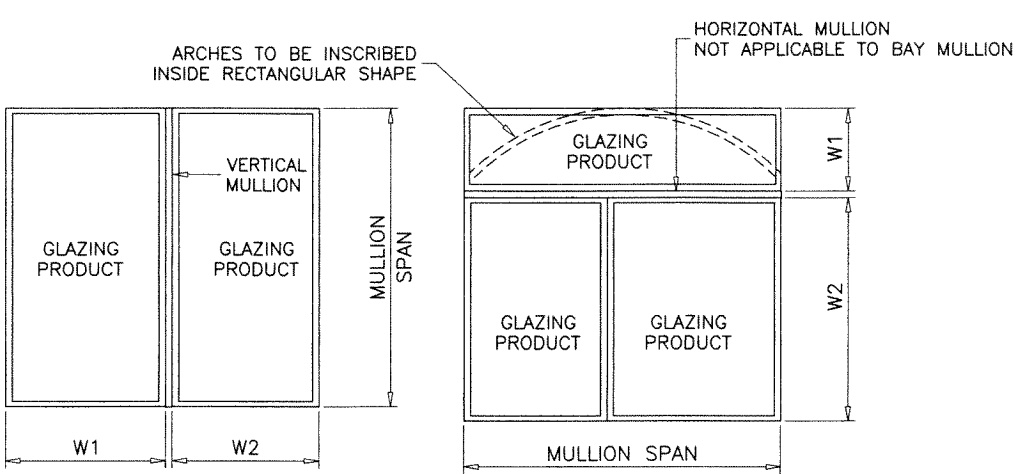 HORIZONTAL MULLION
NOT APPLICABLE TO BAY MULLION
ARCHES TO BE INSCRIBED
INSIDE RECTANGULAR SHAPE
VERTICAL
MULLION
GLAZING
PRODUCT
GLAZING
PRODUCT
MULLION
SPAN
W1
W2
GLAZING
PRODUCT
W1
GLAZING
PRODUCT
GLAZING
PRODUCT
W2
MULLION SPAN